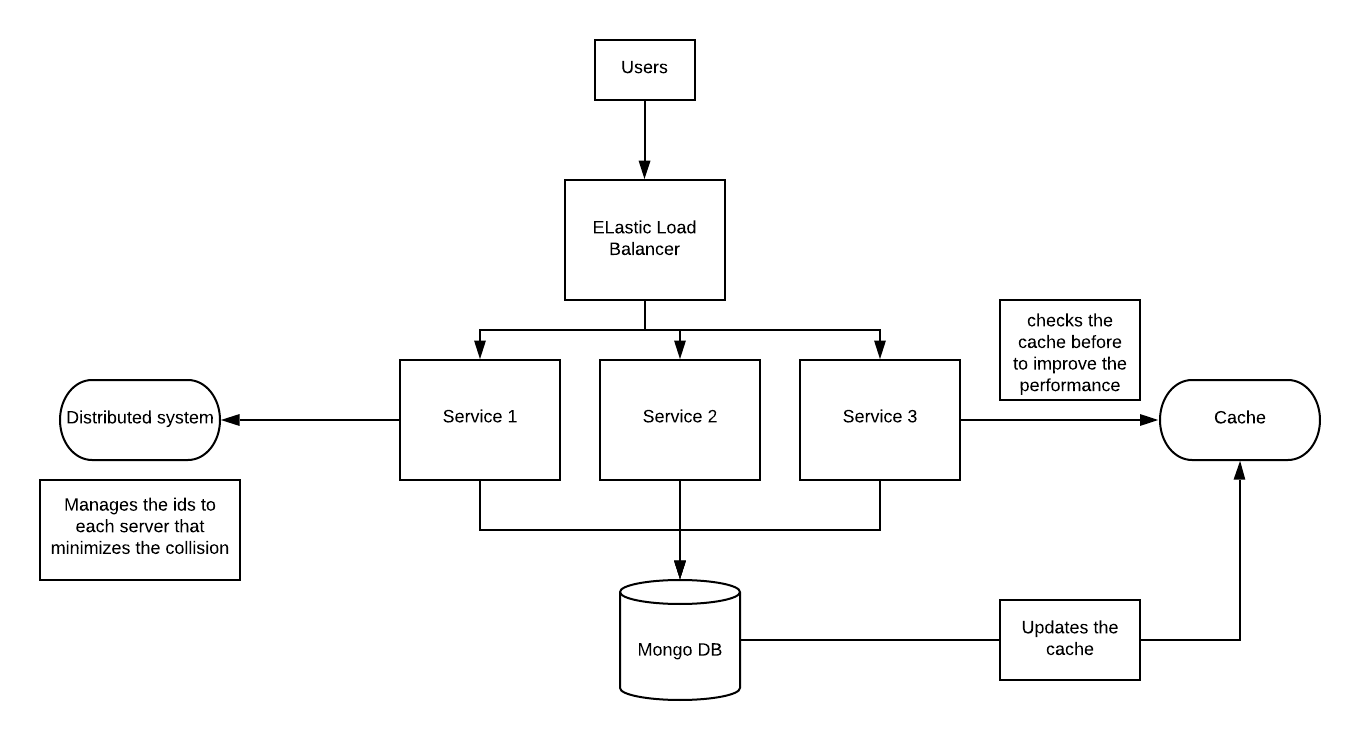 Users
ELastic Load
Balancer
checks the
cache before
to improve the
performance
Distributed system
Service 1
Service 2
Service 3
Cache
Manages the ids to
each server that
minimizes the collision
Mongo DB
Updates the
cache